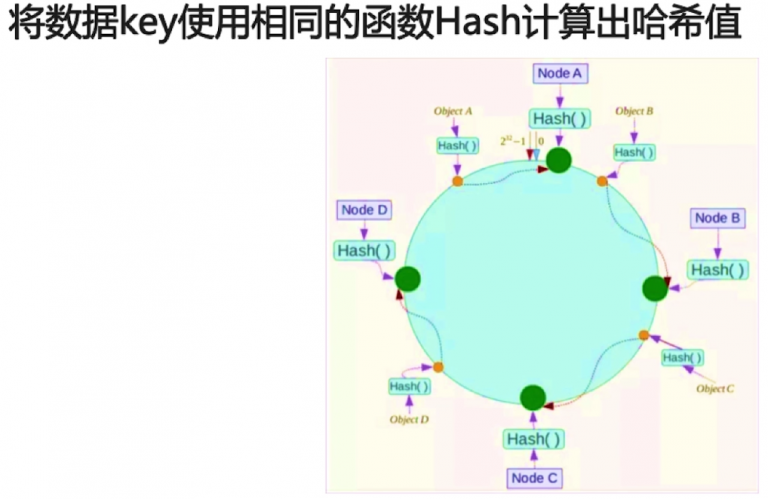 将数据key使用相同的函数Hash计算出哈希值
Node A
Object A
Hash( )
Object B
Hash( )
2³²−1
0
Hash( )
Node D
Node B
Hash( )
Hash( )
Hash( )
Hash( )
Object C
Object D
Hash( )
Node C